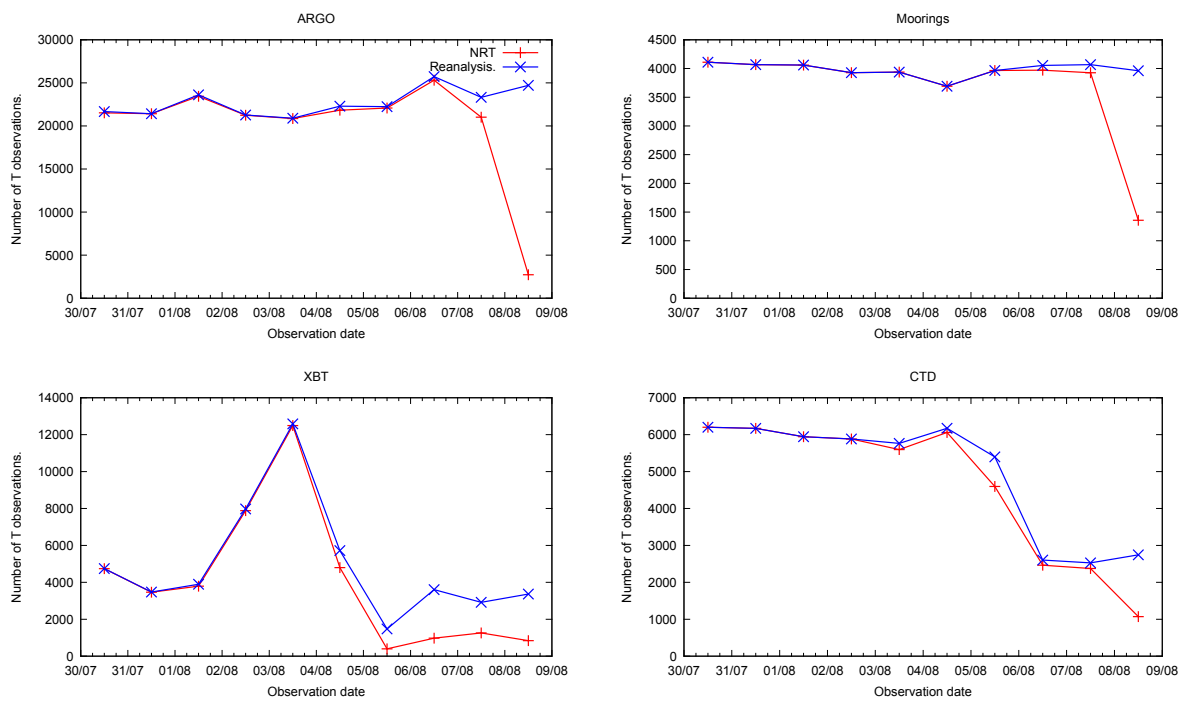 ARGO
NRT
Reanalysis.
30000
25000
20000
15000
10000
5000
0
Number of T observations.
30/07 31/07 01/08 02/08 03/08 04/08 05/08 06/08 07/08 08/08 09/08
Observation date
Moorings
4500
4000
3500
3000
2500
2000
1500
1000
500
0
Number of T observations.
30/07 31/07 01/08 02/08 03/08 04/08 05/08 06/08 07/08 08/08 09/08
Observation date
XBT
14000
12000
10000
8000
6000
4000
2000
0
Number of T observations.
30/07 31/07 01/08 02/08 03/08 04/08 05/08 06/08 07/08 08/08 09/08
Observation date
CTD
7000
6000
5000
4000
3000
2000
1000
0
Number of T observations.
30/07 31/07 01/08 02/08 03/08 04/08 05/08 06/08 07/08 08/08 09/08
Observation date